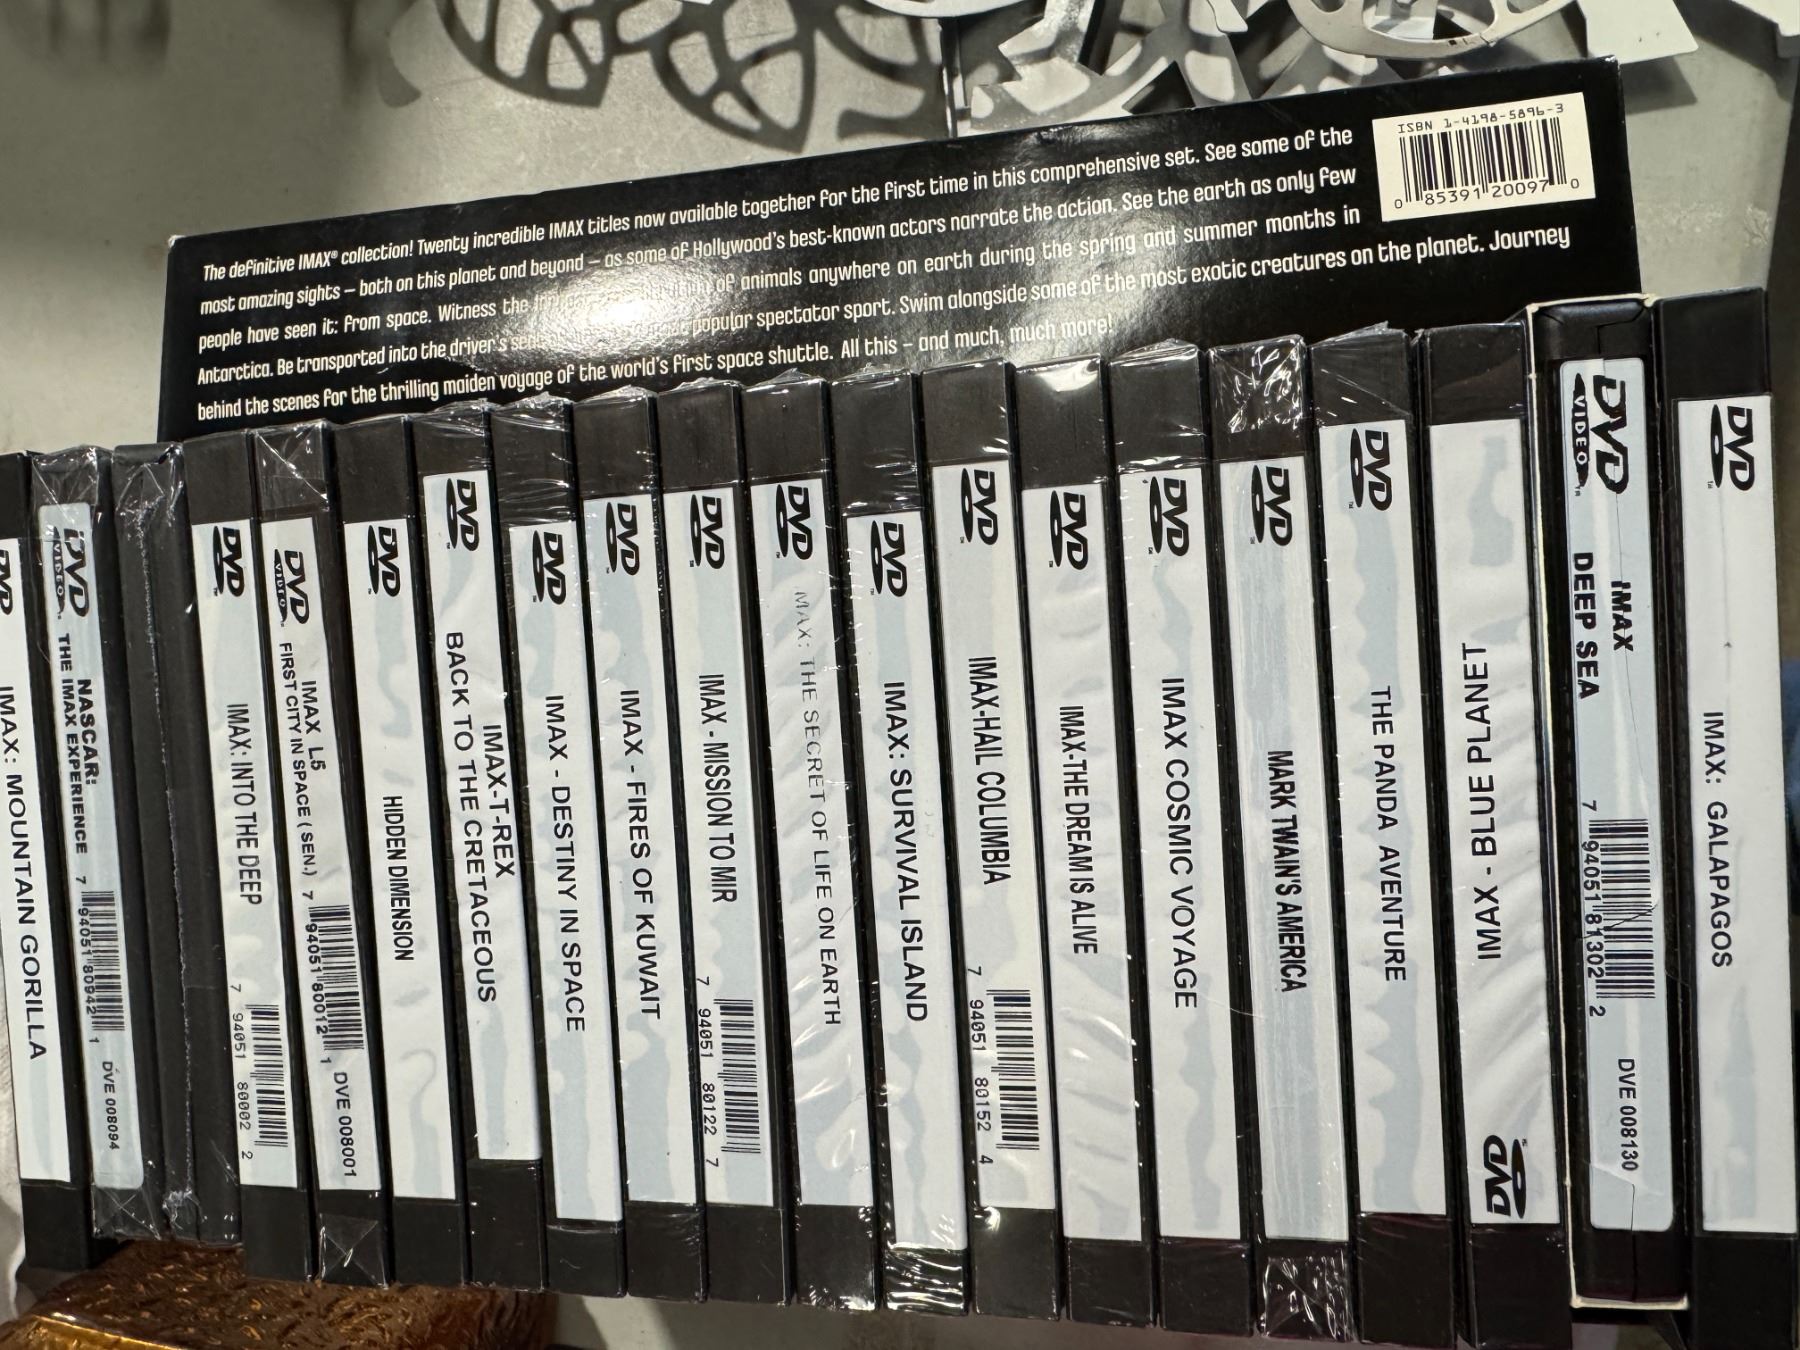 ISBN 1-4198-5896-3
0 85391 20097 0
The definitive IMAX® collection! Twenty incredible IMAX titles now available together for the first time in this comprehensive set. See some of the
most amazing sights – both on this planet and beyond – as some of Hollywood's best-known actors narrate the action. See the earth as only few
people have seen it: from space. Witness the of animals anywhere on earth during the spring and summer months in
Antarctica. Be transported into the driver's popular spectator sport. Swim alongside some of the most exotic creatures on the planet. Journey
behind the scenes for the thrilling maiden voyage of the world's first space shuttle. All this – and much, much more!
DVD
IMAX: MOUNTAIN GORILLA
DVD
VIDEO
NASCAR:
THE IMAX EXPERIENCE
7 94051 80942 1
DVE 008094
DVD
IMAX: INTO THE DEEP
7 94051 80002 2
DVD
VIDEO
IMAX L5
FIRST CITY IN SPACE (SEN.)
7 94051 80012 1
DVE 008001
DVD
HIDDEN DIMENSION
DVD
IMAX-T-REX
BACK TO THE CRETACEOUS
DVD
IMAX - DESTINY IN SPACE
DVD
IMAX - FIRES OF KUWAIT
DVD
IMAX - MISSION TO MIR
7 94051 80122 7
DVD
IMAX: THE SECRET OF LIFE ON EARTH
DVD
IMAX: SURVIVAL ISLAND
DVD
IMAX-HAIL COLUMBIA
7 94051 80152 4
DVD
IMAX-THE DREAM IS ALIVE
DVD
IMAX COSMIC VOYAGE
DVD
MARK TWAIN'S AMERICA
DVD
THE PANDA ADVENTURE
IMAX - BLUE PLANET
DVD
DVD
VIDEO
IMAX
DEEP SEA
7 94051 81302 2
DVE 008130
DVD
IMAX: GALAPAGOS